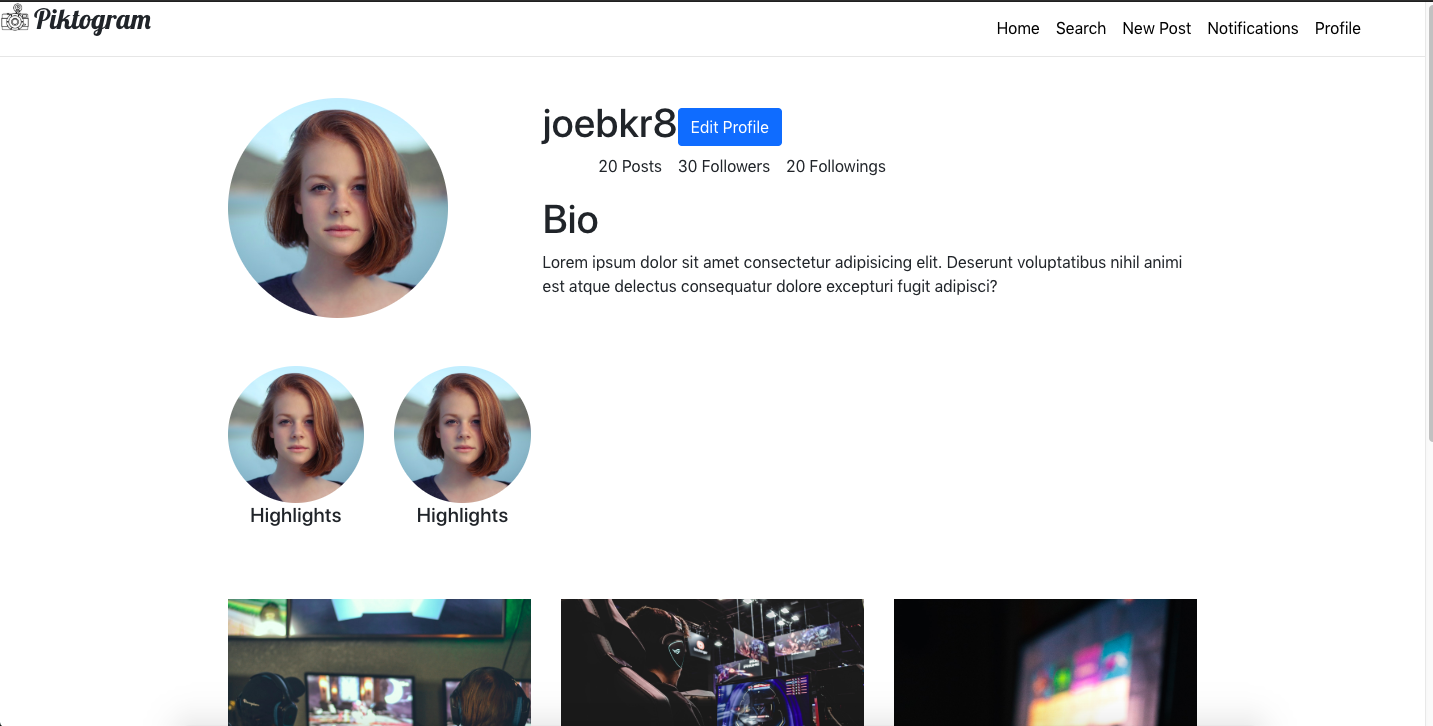 Piktogram
Home Search New Post Notifications Profile
joebkr8 Edit Profile
20 Posts 30 Followers 20 Followings
Bio
Lorem ipsum dolor sit amet consectetur adipisicing elit. Deserunt voluptatibus nihil animi
est atque delectus consequatur dolore excepturi fugit adipisci?
Highlights Highlights